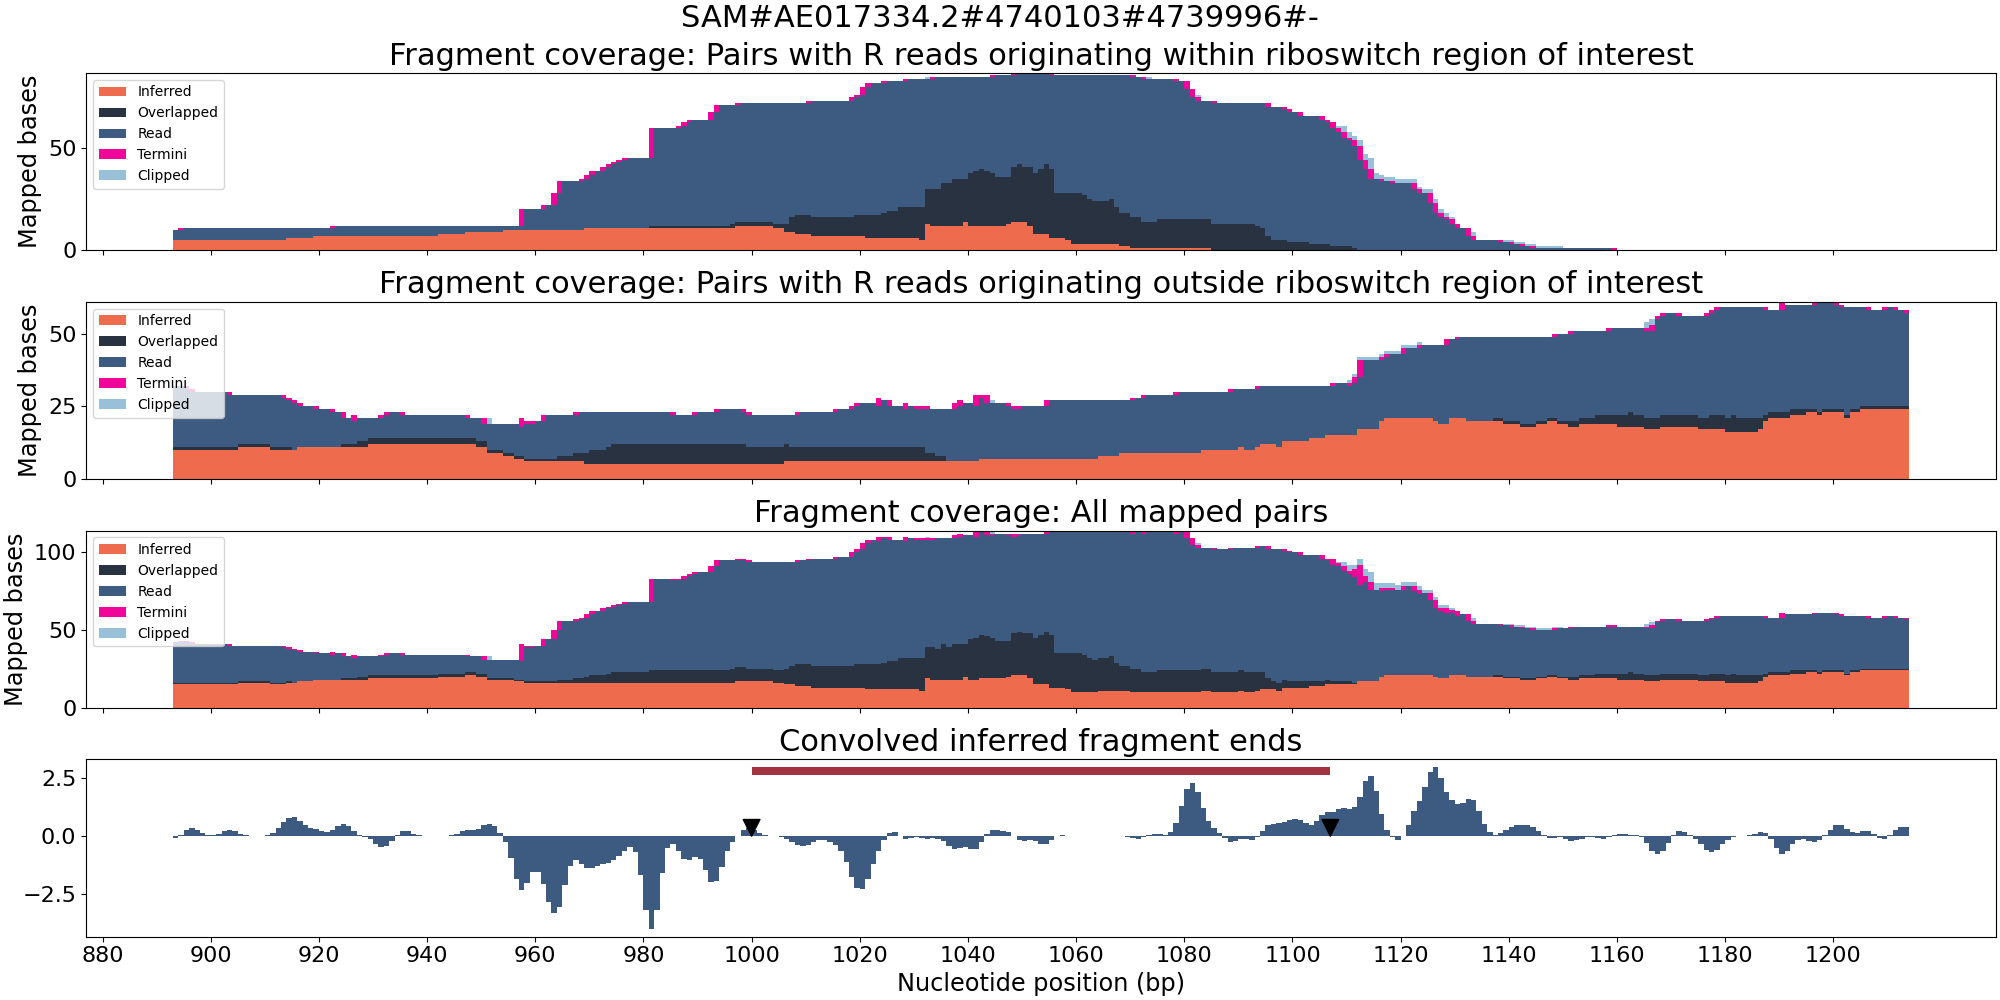 SAM#AE017334.2#4740103#4739996#-
Fragment coverage: Pairs with R reads originating within riboswitch region of interest
Mapped bases
50
0
Inferred
Overlapped
Read
Termini
Clipped
Fragment coverage: Pairs with R reads originating outside riboswitch region of interest
Mapped bases
50
25
0
Inferred
Overlapped
Read
Termini
Clipped
Fragment coverage: All mapped pairs
Mapped bases
100
50
0
Inferred
Overlapped
Read
Termini
Clipped
Convolved inferred fragment ends
2.5
0.0
−2.5
880 900 920 940 960 980 1000 1020 1040 1060 1080 1100 1120 1140 1160 1180 1200
Nucleotide position (bp)